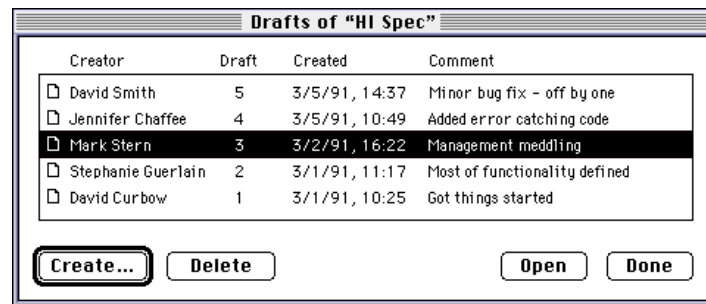 Drafts of “HI Spec”
Creator Draft Created Comment
David Smith 5 3/5/91, 14:37 Minor bug fix – off by one
Jennifer Chaffee 4 3/5/91, 10:49 Added error catching code
Mark Stern 3 3/2/91, 16:22 Management meddling
Stephanie Guerlain 2 3/1/91, 11:17 Most of functionality defined
David Curbow 1 3/1/91, 10:25 Got things started
Create... Delete Open Done